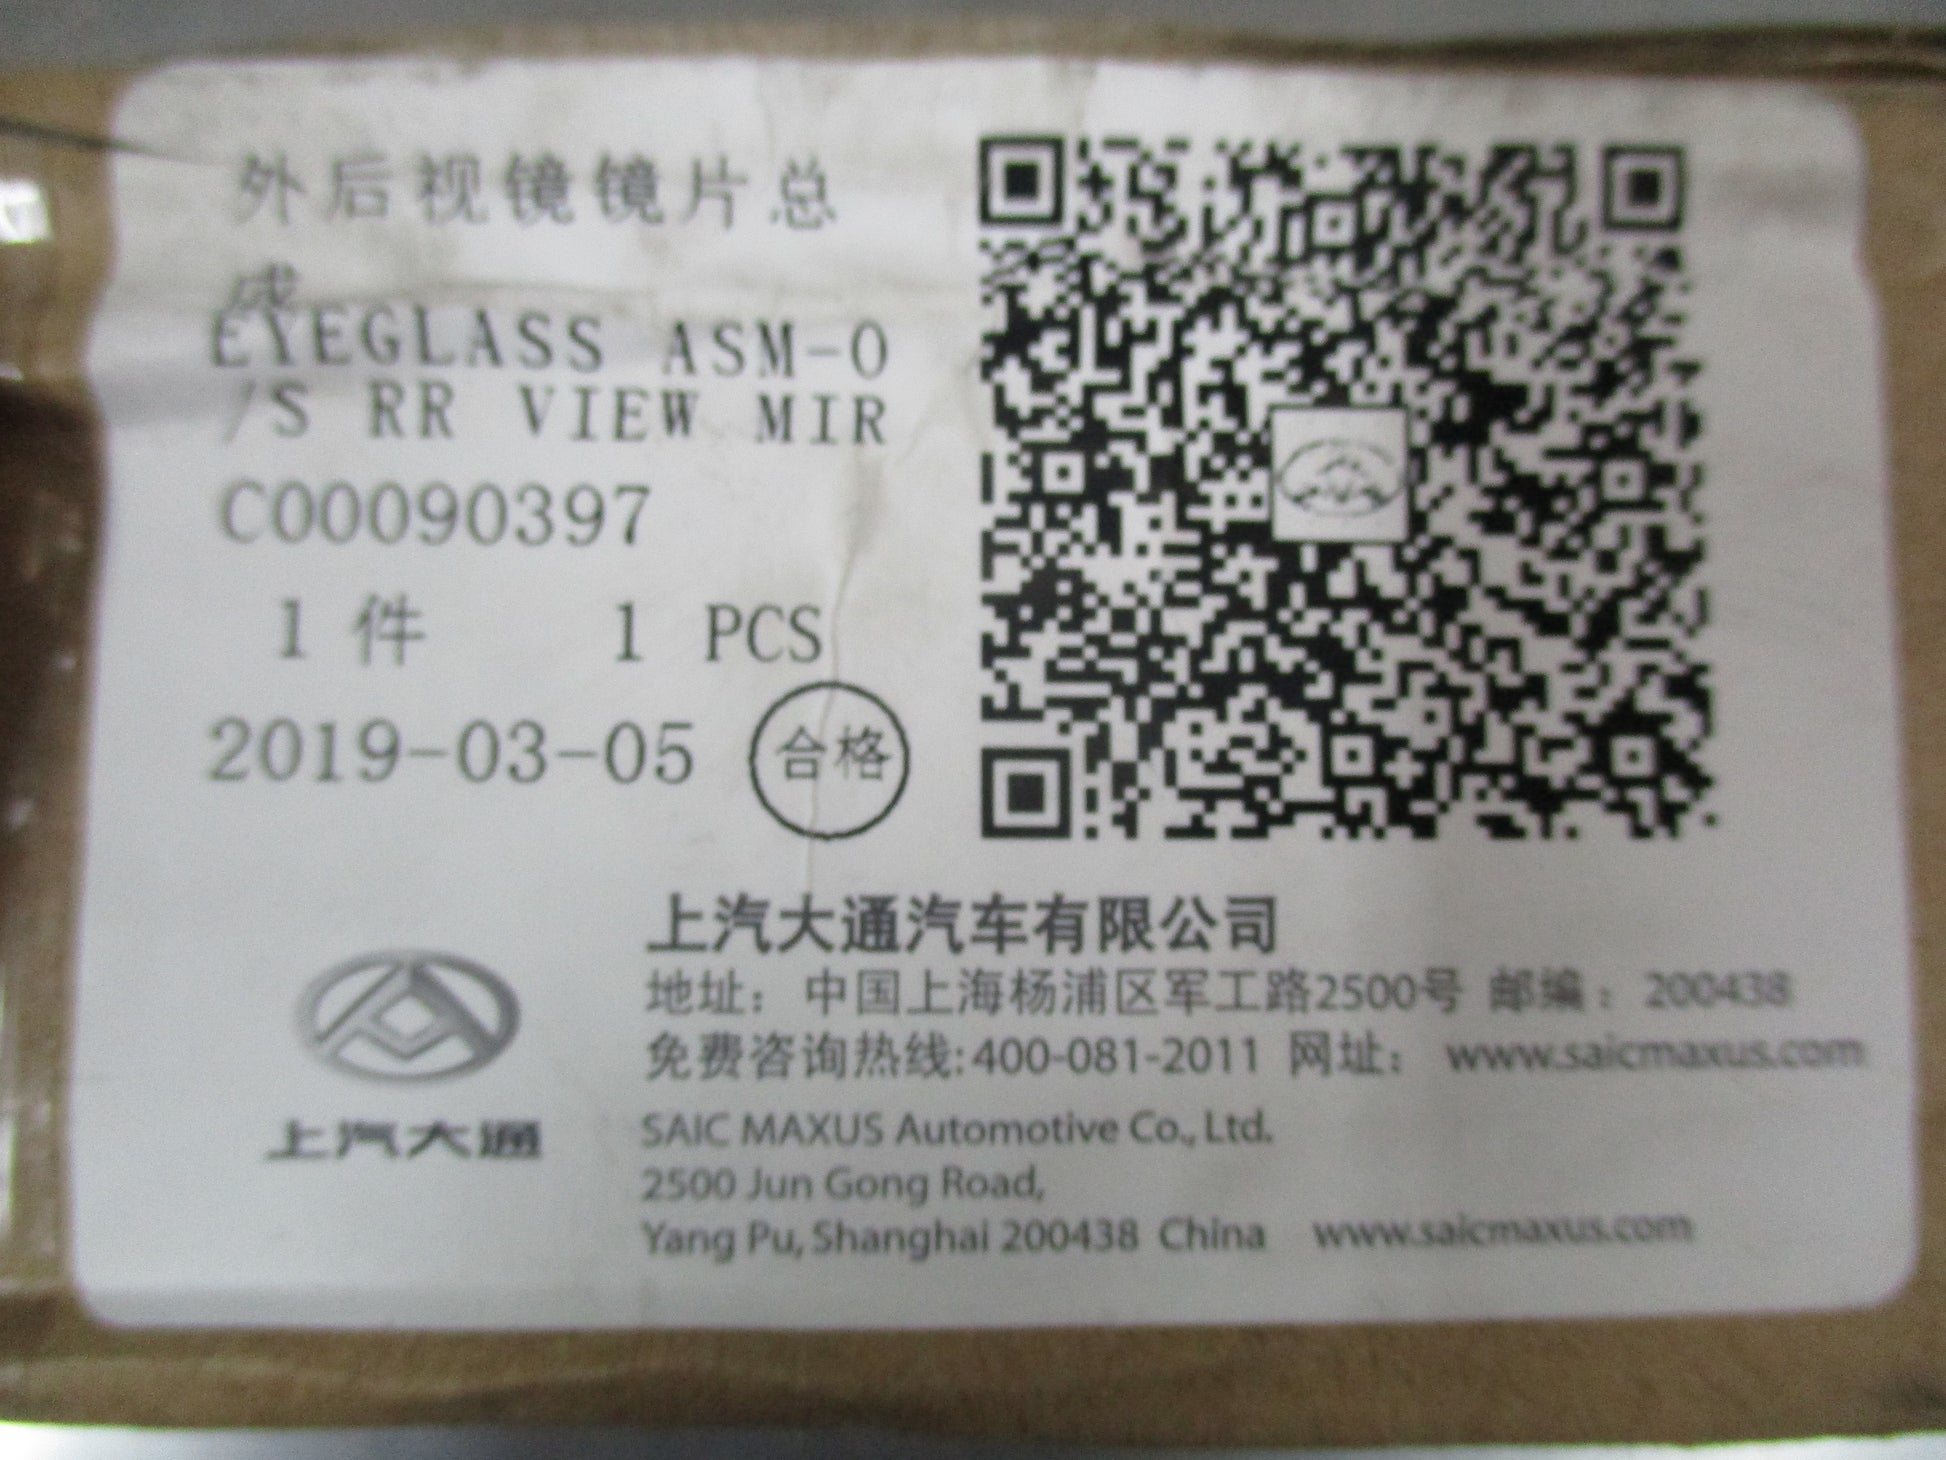 外后视镜镜片总
成
EYEGLASS ASM-O
/S RR VIEW MIR
C00090397
1 件 1 PCS
2019-03-05 合格
上汽大通汽车有限公司
地址：中国上海杨浦区军工路2500号 邮编：200438
免费咨询热线:400-081-2011 网址： www.saicmaxus.com
上汽大通
SAIC MAXUS Automotive Co., Ltd.
2500 Jun Gong Road,
Yang Pu, Shanghai 200438 China www.saicmaxus.com